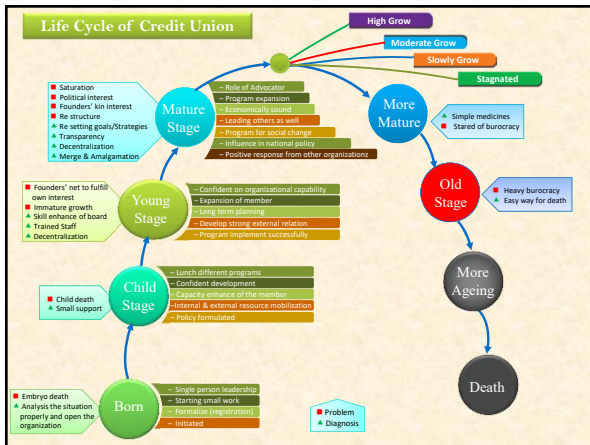 Life Cycle of Credit Union
High Grow
Moderate Grow
Slowly Grow
Stagnated
Saturation
Political interest
Founders' kin interest
Re structure
Re setting goals/Strategies
Transparency
Decentralization
Merge & Amalgamation
Mature
Stage
– Role of Advocator
– Program expansion
– Economically sound
– Leading others as well
– Program for social change
– Influence in national policy
– Positive response from other organizationz
More
Mature
Simple medicines
Stared of burocracy
Founders' net to fulfill
own interest
Immature growth
Skill enhance of board
Trained Staff
Decentralization
Young
Stage
– Confident on organizational capability
– Expansion of member
– Long term planning
– Develop strong external relation
– Program implement successfully
Old
Stage
Heavy burocracy
Easy way for death
Child death
Small support
Child
Stage
– Lunch different programs
– Confident development
– Capacity enhance of the member
–Internal & external resource mobilization
– Policy formulated
More
Ageing
Embryo death
Analysis the situation
properly and open the
organization
Born
– Single person leadership
– Starting small work
– Formalize (registration)
– Initiated
Problem
Diagnosis
Death